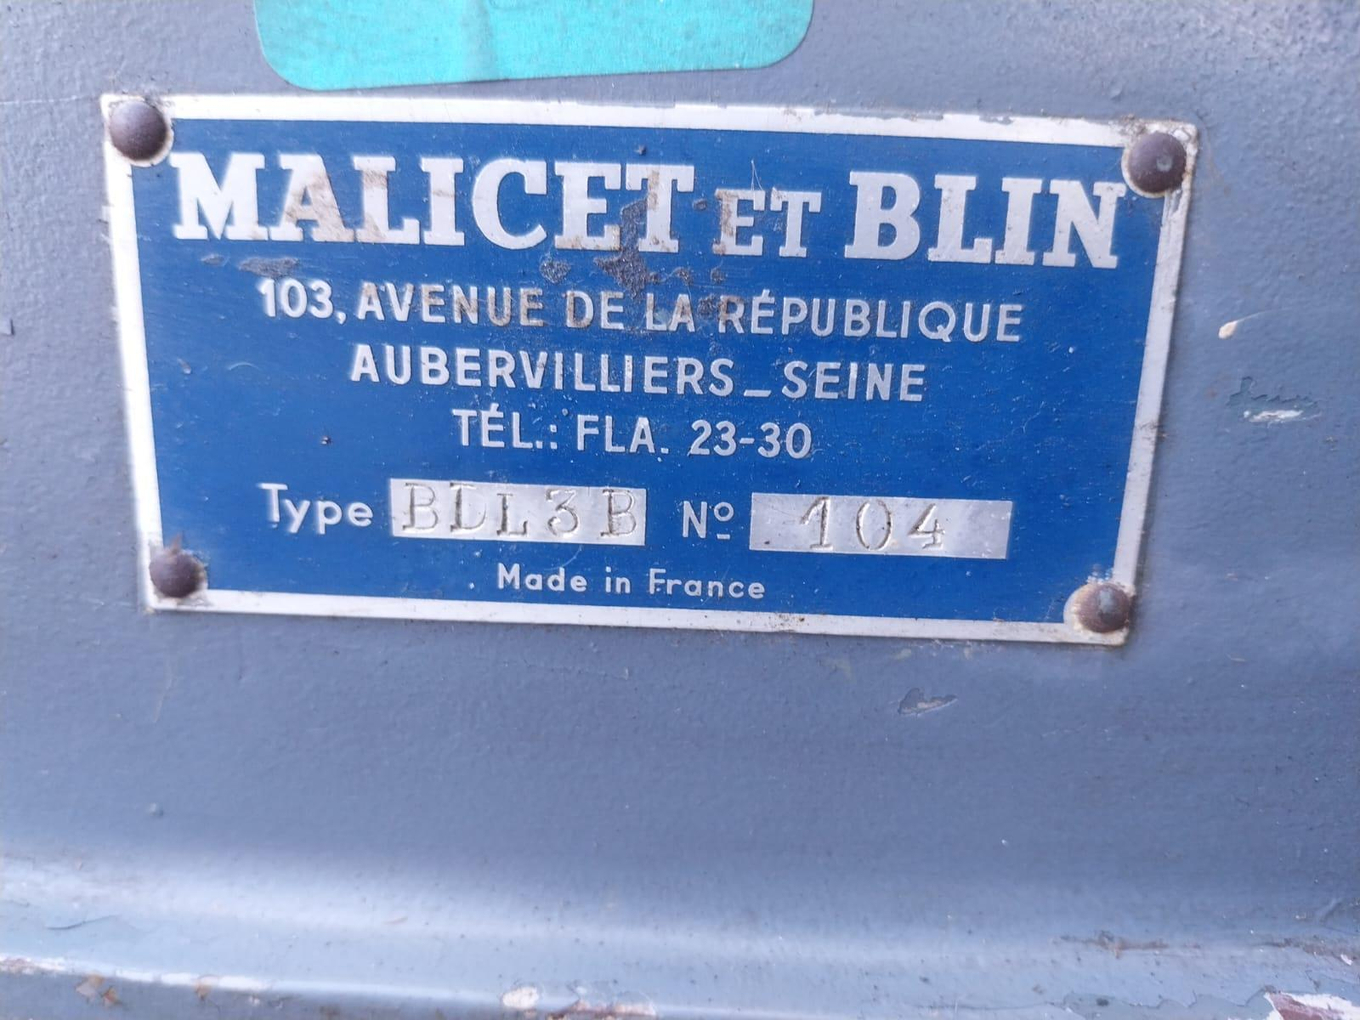 MALICET ET BLIN
103, AVENUE DE LA RÉPUBLIQUE
AUBERVILLIERS_SEINE
TÉL.: FLA. 23-30
Type BDL3B Nº 104
Made in France